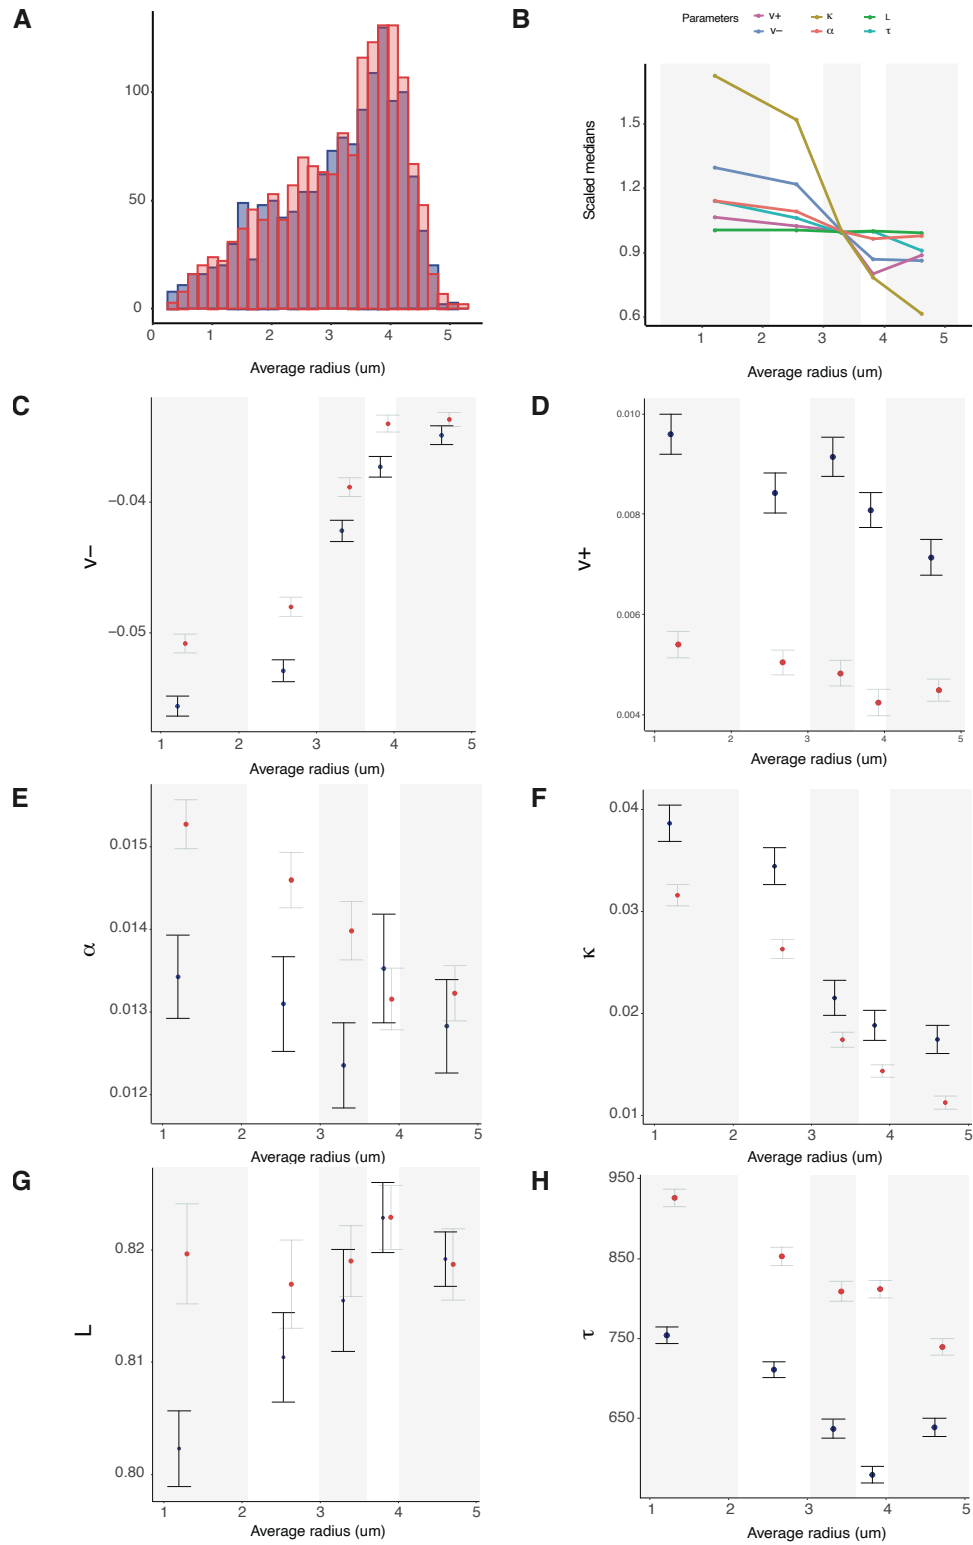 A
100
50
0
0 1 2 3 4 5
Average radius (um)
B
Parameters v+ κ L
v− α τ
Scaled medians
1.5
1.2
0.9
0.6
1 2 3 4 5
Average radius (um)
C
v−
−0.04
−0.05
1 2 3 4 5
Average radius (um)
D
v+
0.010
0.008
0.006
0.004
1 2 3 4 5
Average radius (um)
E
α
0.015
0.014
0.013
0.012
1 2 3 4 5
Average radius (um)
F
κ
0.04
0.03
0.02
0.01
1 2 3 4 5
Average radius (um)
G
L
0.82
0.81
0.80
1 2 3 4 5
Average radius (um)
H
τ
950
850
750
650
1 2 3 4 5
Average radius (um)